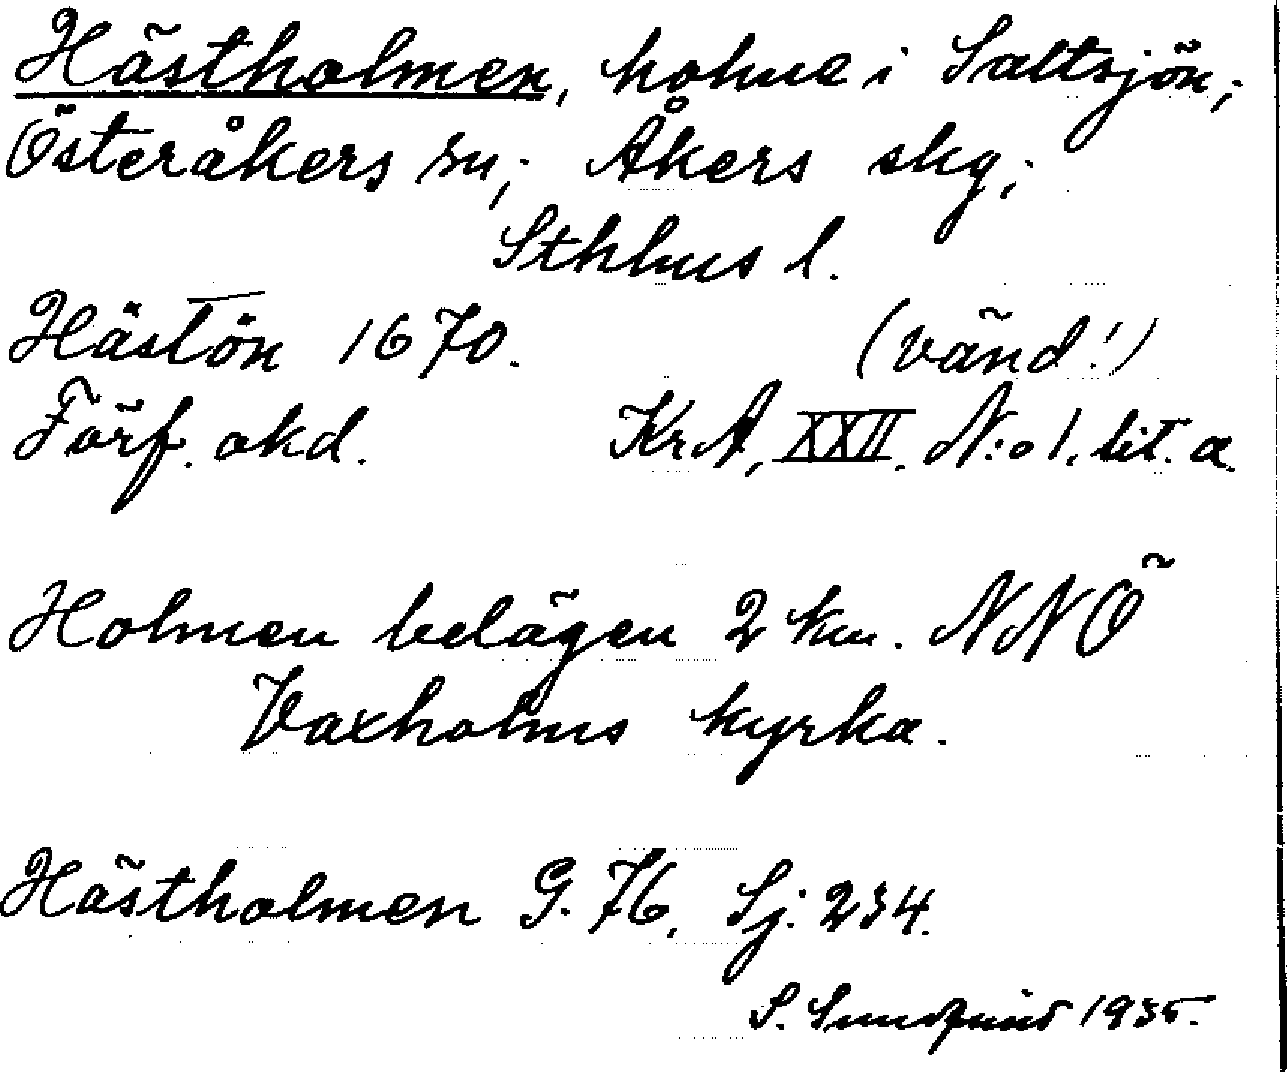 Hästholmen, holme i Saltsjön;
Österåkers sn; Åkers skg;
Sthlms l.
Hästön 1670. (vänd!)
Förf. okd. KrA, XXII. N:o 1. lit. a.
Holmen belägen 2 km. NNÖ
Vaxholms kyrka.
Hästholmen G. 76. Sj. 234.
S. Sundqvist 1935.